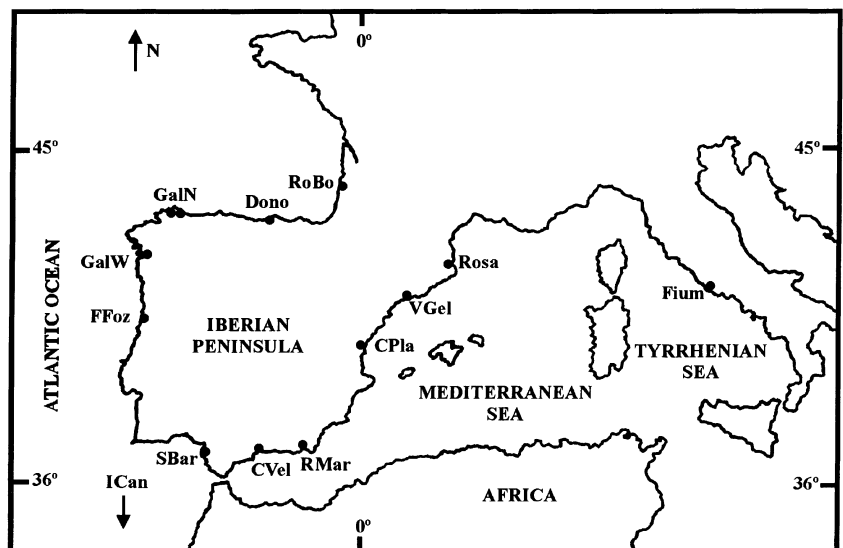 0º
N
45º
45º
RoBo
GalN
Dono
GalW
Rosa
ATLANTIC OCEAN
Fium
VGel
FFoz
IBERIAN
PENINSULA
CPla
TYRRHENIAN
SEA
MEDITERRANEAN
SEA
SBar
CVel
RMar
ICan
36º
36º
AFRICA
0º